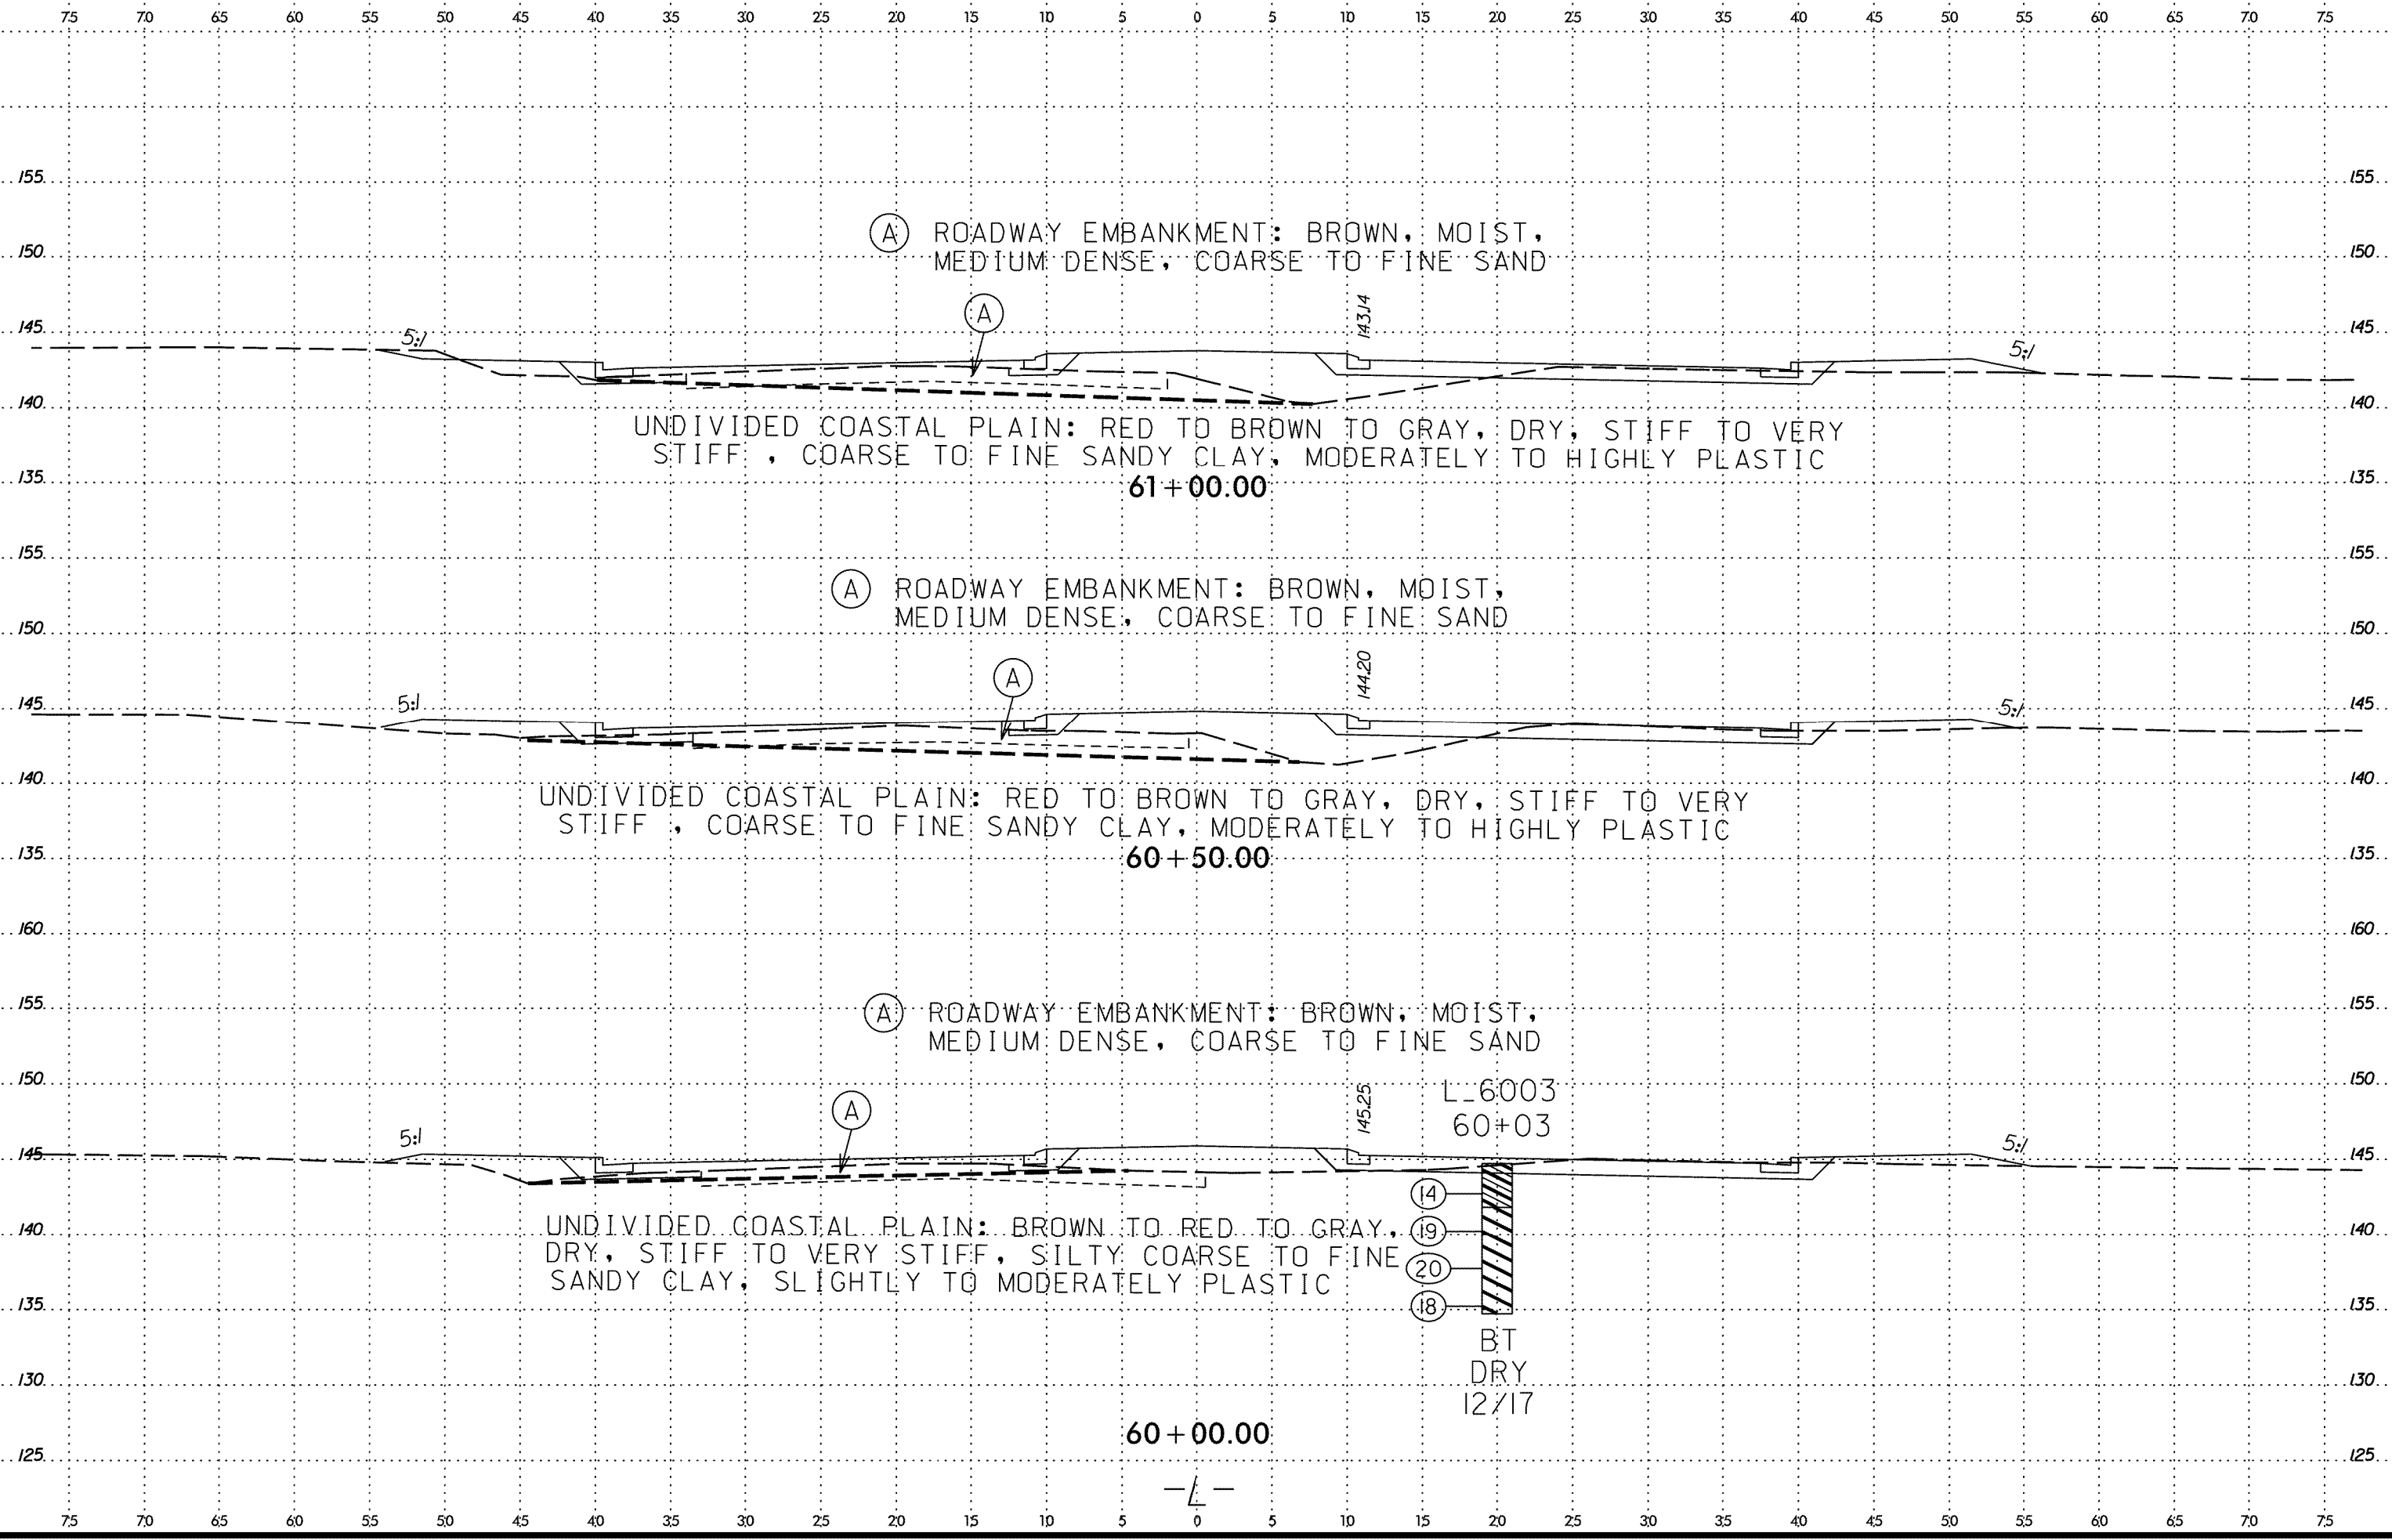 75 70 65 60 55 50 45 40 35 30 25 20 15 10 5 0 5 10 15 20 25 30 35 40 45 50 55 60 65 70 75
155 155
Ⓐ ROADWAY EMBANKMENT: BROWN, MOIST,
150 150
MEDIUM DENSE, COARSE TO FINE SAND
A
143.14
145 145
5:1 5:1
140 140
UNDIVIDED COASTAL PLAIN: RED TO BROWN TO GRAY, DRY, STIFF TO VERY
STIFF , COARSE TO FINE SANDY CLAY, MODERATELY TO HIGHLY PLASTIC
135 135
61+00.00
155 155
Ⓐ ROADWAY EMBANKMENT: BROWN, MOIST,
MEDIUM DENSE, COARSE TO FINE SAND
150 150
A
144.20
145 145
5:1 5:1
140 140
UNDIVIDED COASTAL PLAIN: RED TO BROWN TO GRAY, DRY, STIFF TO VERY
STIFF , COARSE TO FINE SANDY CLAY, MODERATELY TO HIGHLY PLASTIC
135 135
60+50.00
160 160
155 155
Ⓐ ROADWAY EMBANKMENT: BROWN, MOIST,
MEDIUM DENSE, COARSE TO FINE SAND
150 150
L_6003
60+03
A
145.25
5:1 5:1
145 145
14
UNDIVIDED COASTAL PLAIN: BROWN TO RED TO GRAY,
140 140
19
DRY, STIFF TO VERY STIFF, SILTY COARSE TO FINE
20
SANDY CLAY, SLIGHTLY TO MODERATELY PLASTIC
135 135
18
BT
DRY
12/17
130 130
60+00.00
125 125
-L-
75 70 65 60 55 50 45 40 35 30 25 20 15 10 5 0 5 10 15 20 25 30 35 40 45 50 55 60 65 70 75